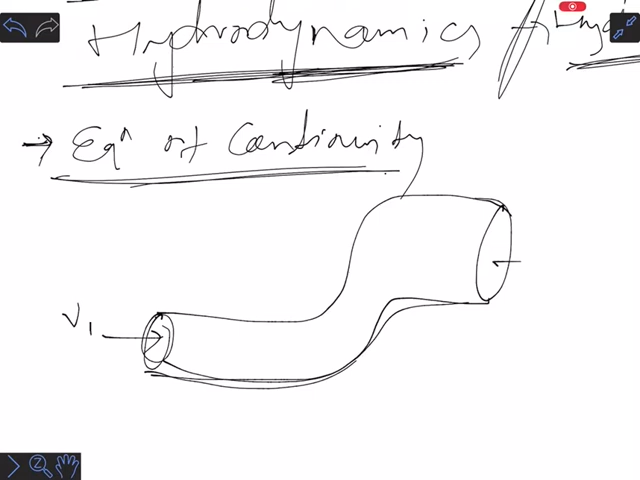 Hydrodynamics
→ Eqⁿ of Continuity
V₁